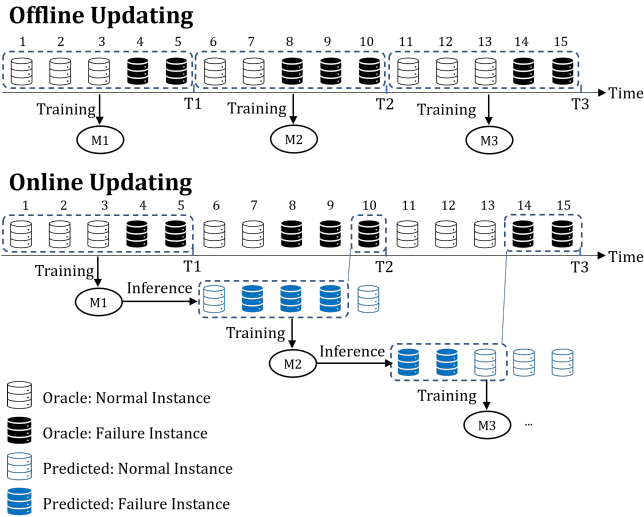 Offline Updating
1 2 3 4 5 6 7 8 9 10 11 12 13 14 15
T1 T2 T3 Time
Training Training Training
M1 M2 M3
Online Updating
1 2 3 4 5 6 7 8 9 10 11 12 13 14 15
T1 T2 T3 Time
Training
M1 Inference
Training
M2 Inference
Training
M3 ...
Oracle: Normal Instance
Oracle: Failure Instance
Predicted: Normal Instance
Predicted: Failure Instance